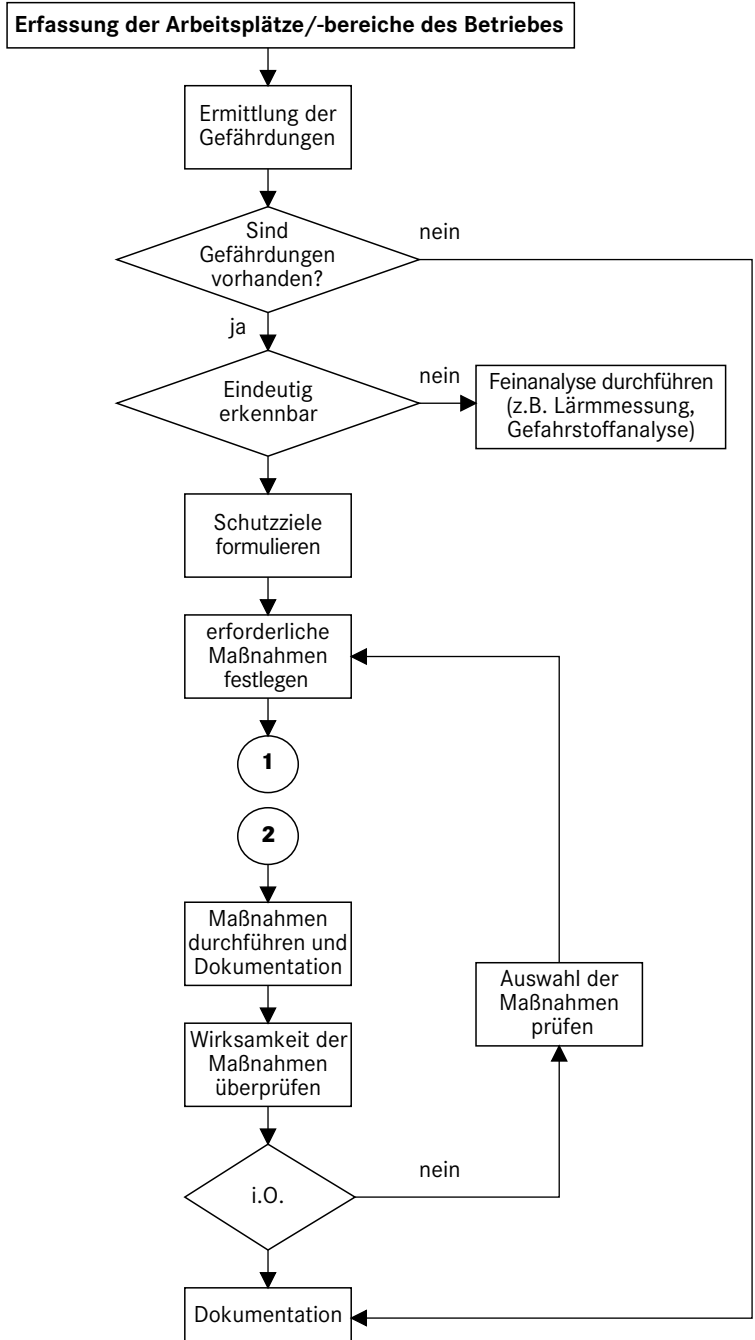 Erfassung der Arbeitsplätze/-bereiche des Betriebes
Ermittlung der
Gefährdungen
Sind
Gefährdungen
vorhanden?
nein
ja
Eindeutig
erkennbar
nein
Feinanalyse durchführen
(z.B. Lärmmessung,
Gefahrstoffanalyse)
Schutzziele
formulieren
erforderliche
Maßnahmen
festlegen
1
2
Maßnahmen
durchführen und
Dokumentation
Auswahl der
Maßnahmen
prüfen
Wirksamkeit der
Maßnahmen
überprüfen
i.O.
nein
Dokumentation